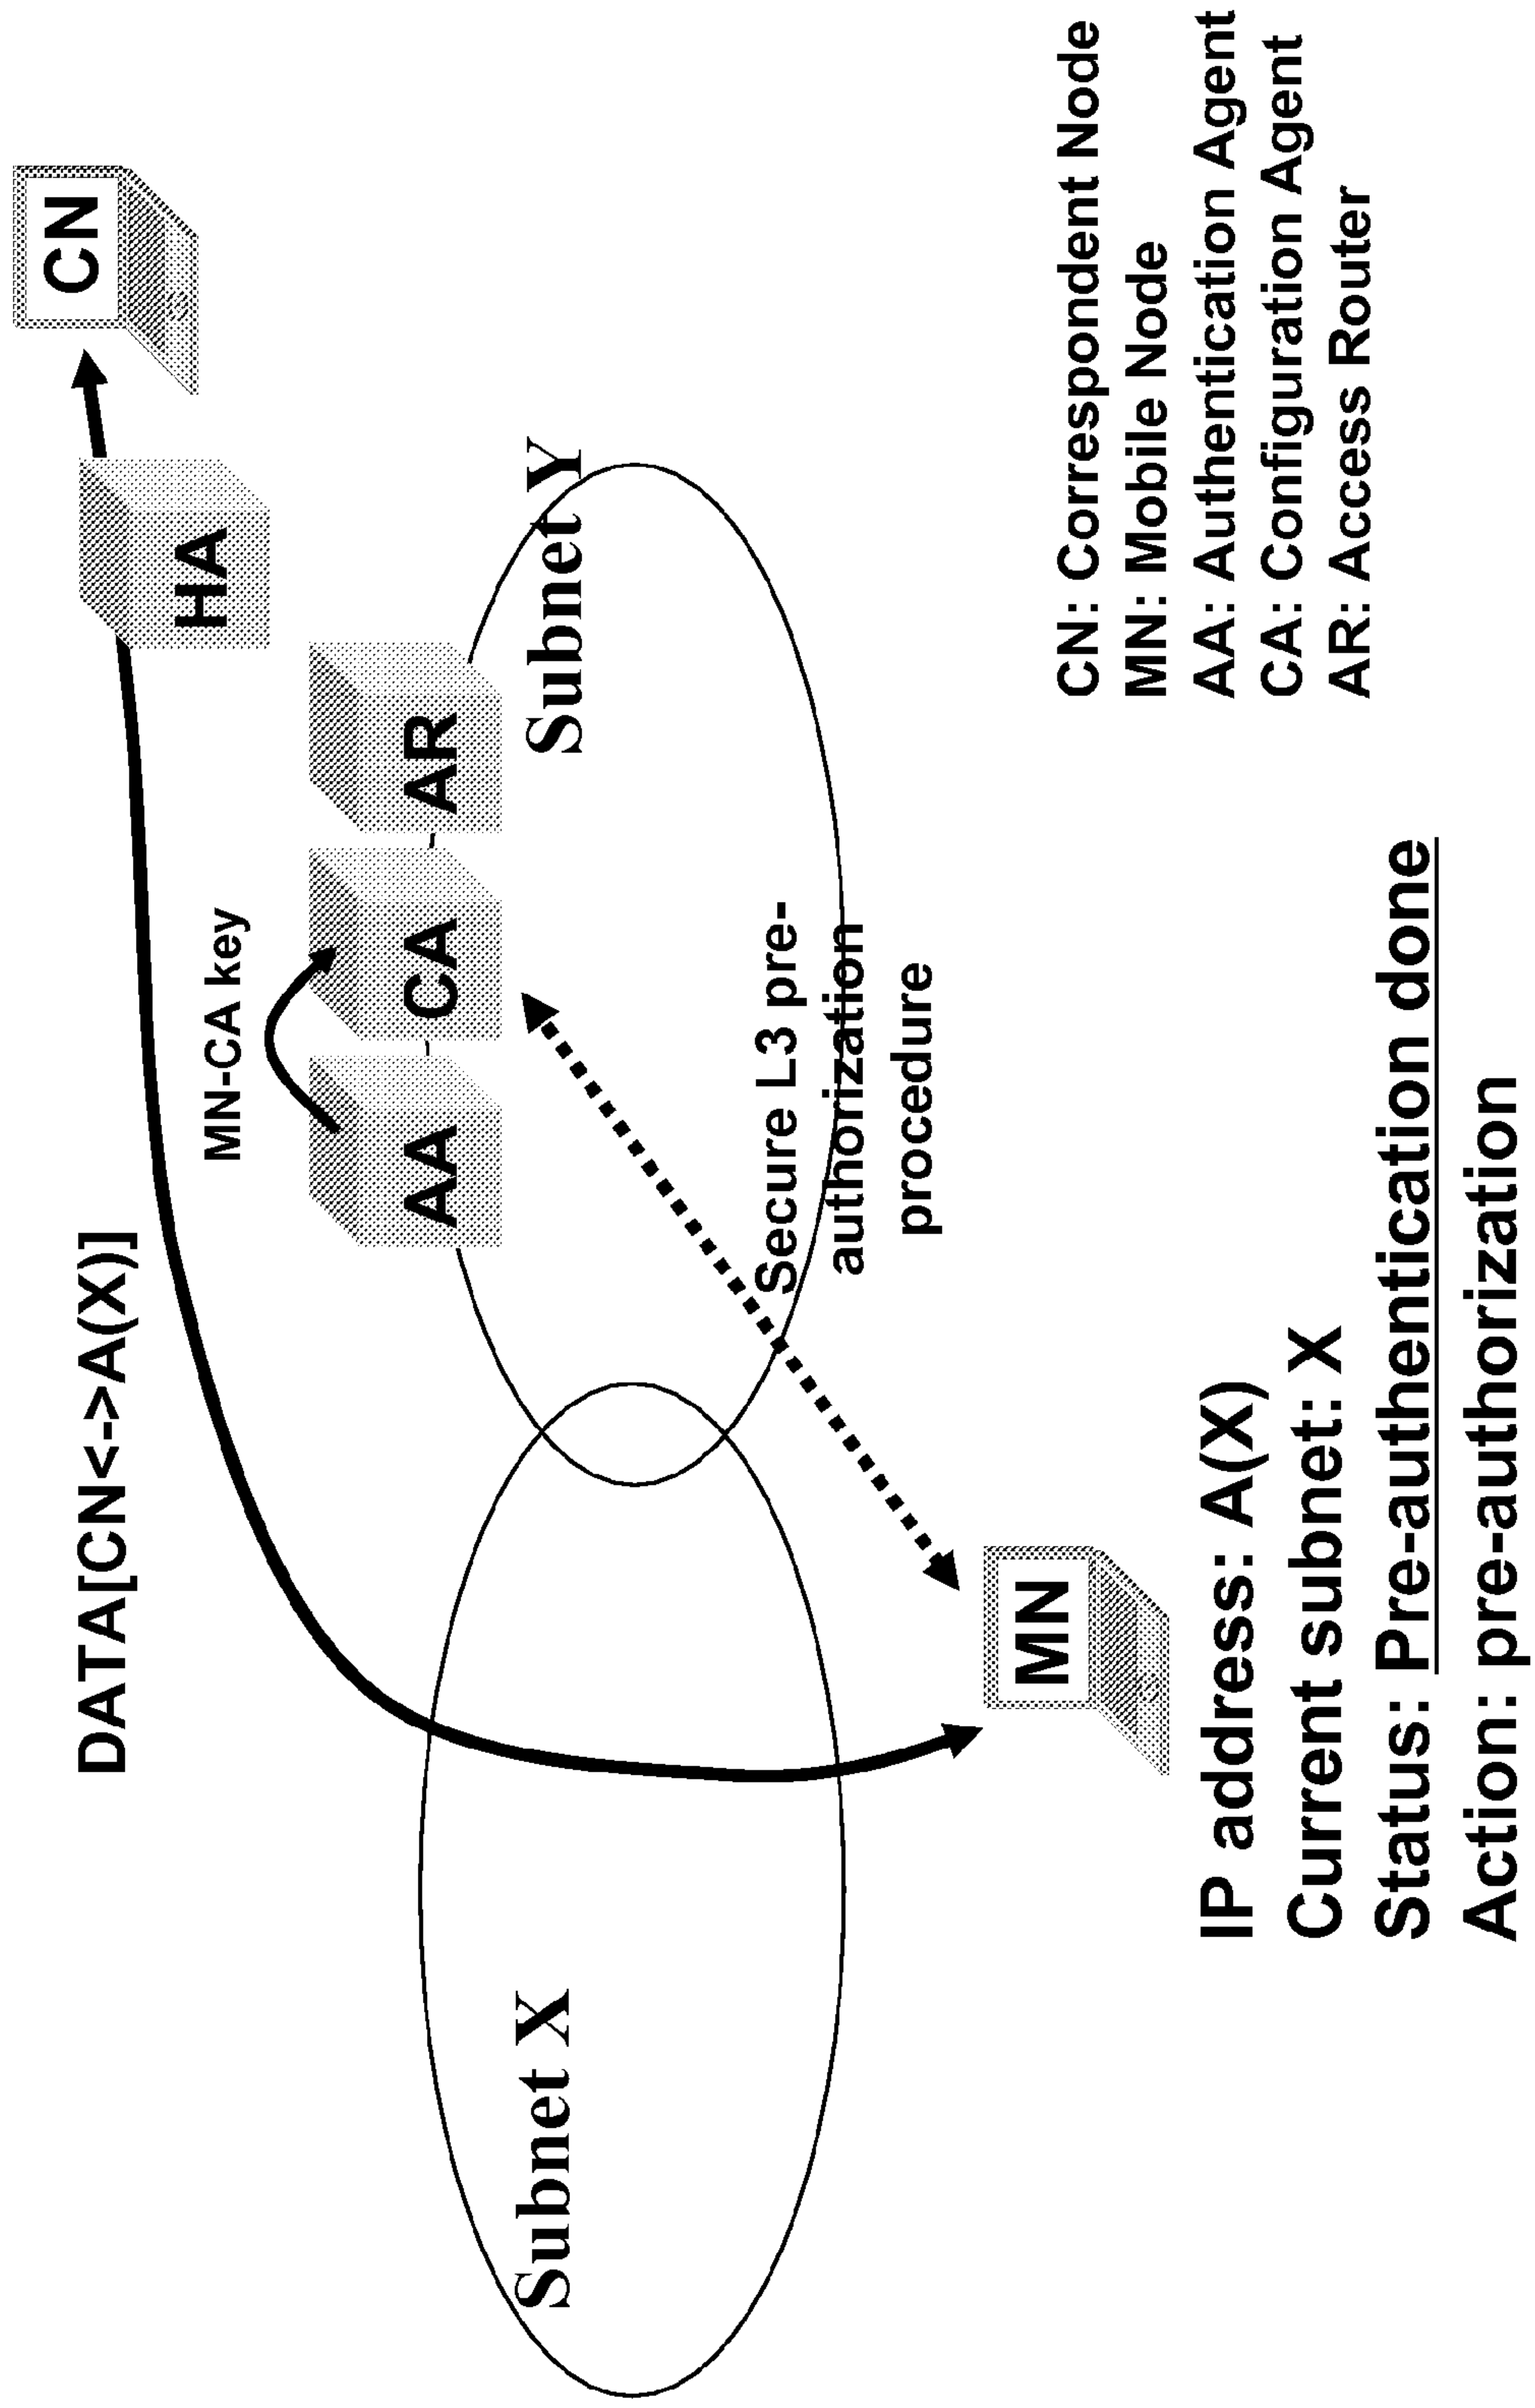 DATA[CN<->A(X)]
CN
HA
MN-CA key
AA
CA
AR
Subnet X
Subnet Y
Secure L3 pre-
authorization
procedure
MN
IP address: A(X)
Current subnet: X
Status: Pre-authentication done
Action: pre-authorization
CN: Correspondent Node
MN: Mobile Node
AA: Authentication Agent
CA: Configuration Agent
AR: Access Router